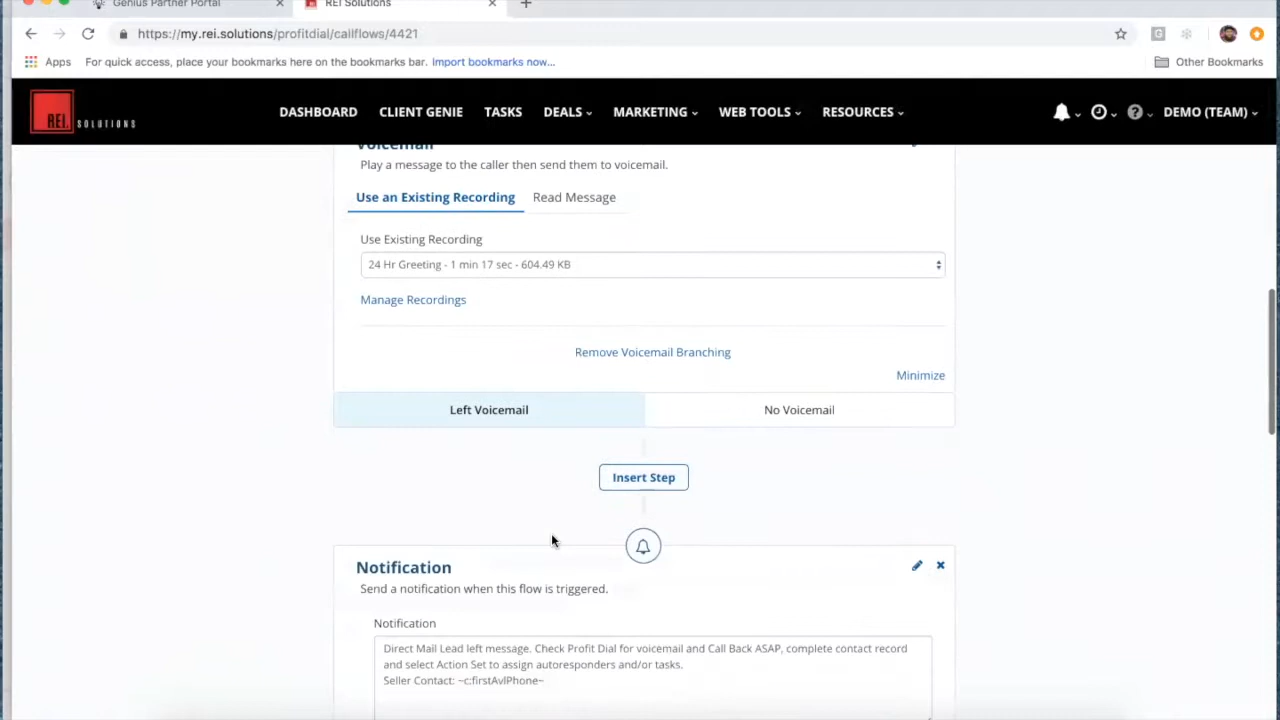 Genius Partner Portal
REI Solutions
https://my.rei.solutions/profitdial/callflows/4421
Apps For quick access, place your bookmarks here on the bookmarks bar. Import bookmarks now... Other Bookmarks
REI. SOLUTIONS DASHBOARD CLIENT GENIE TASKS DEALS MARKETING WEB TOOLS RESOURCES DEMO (TEAM)
Voicemail
Play a message to the caller then send them to voicemail.
Use an Existing Recording Read Message
Use Existing Recording
24 Hr Greeting - 1 min 17 sec - 604.49 KB
Manage Recordings
Remove Voicemail Branching
Minimize
Left Voicemail No Voicemail
Insert Step
Notification
Send a notification when this flow is triggered.
Notification
Direct Mail Lead left message. Check Profit Dial for voicemail and Call Back ASAP, complete contact record
and select Action Set to assign autoresponders and/or tasks.
Seller Contact: ~c:firstAvlPhone~